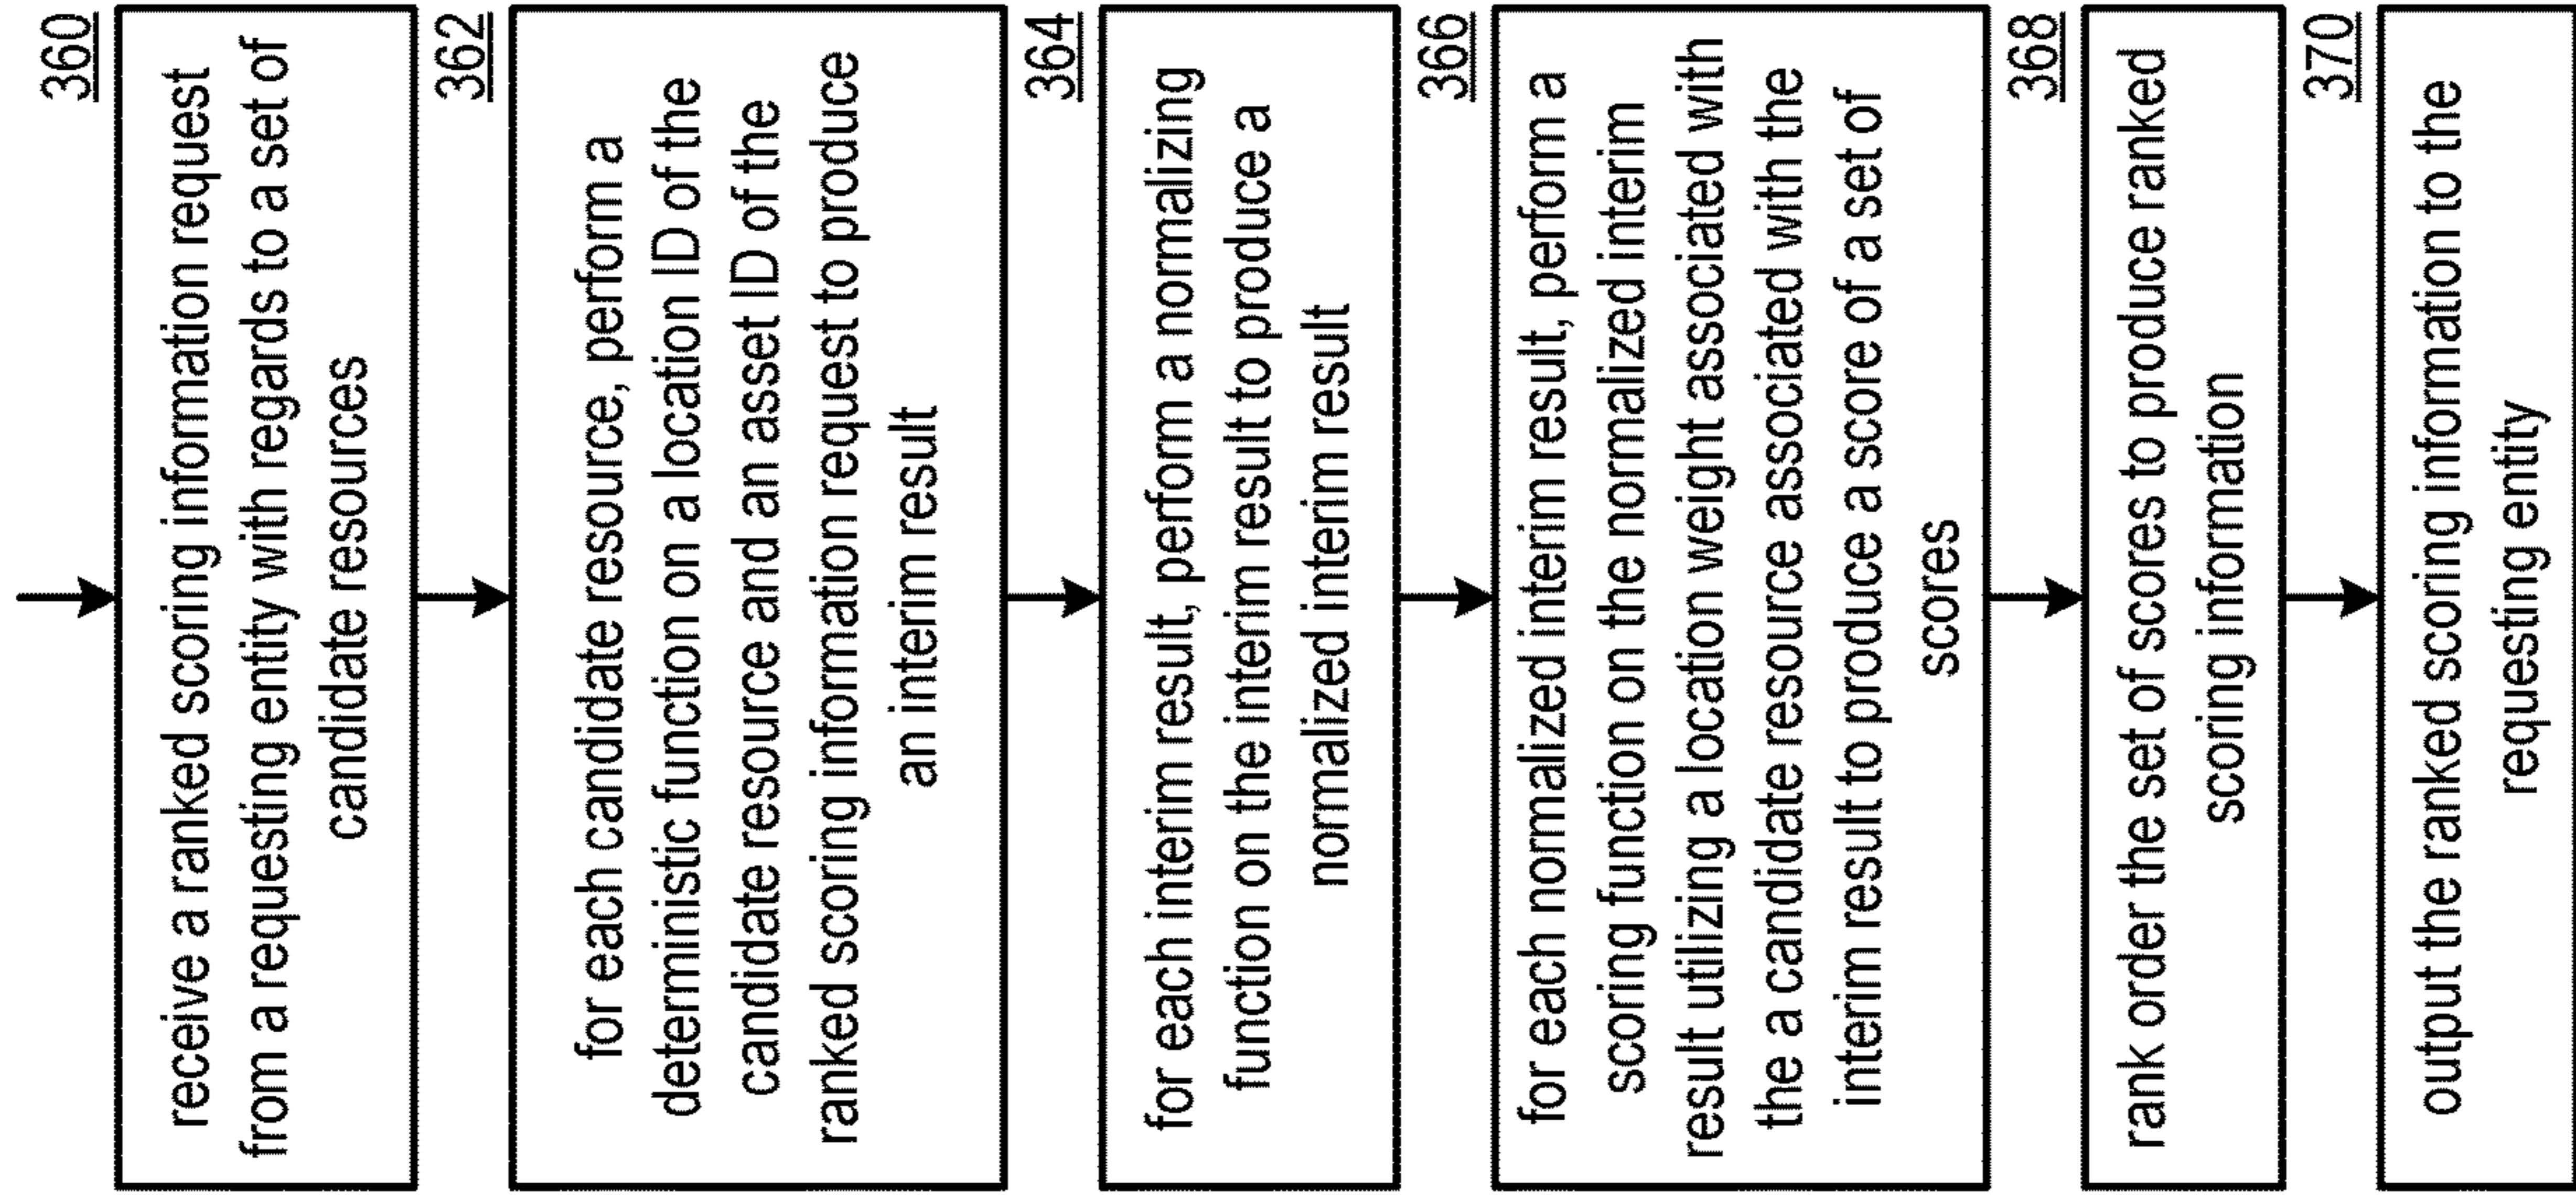 360
receive a ranked scoring information request
from a requesting entity with regards to a set of
candidate resources
362
for each candidate resource, perform a
deterministic function on a location ID of the
candidate resource and an asset ID of the
ranked scoring information request to produce
an interim result
364
for each interim result, perform a normalizing
function on the interim result to produce a
normalized interim result
366
for each normalized interim result, perform a
scoring function on the normalized interim
result utilizing a location weight associated with
the a candidate resource associated with the
interim result to produce a score of a set of
scores
368
rank order the set of scores to produce ranked
scoring information
370
output the ranked scoring information to the
requesting entity